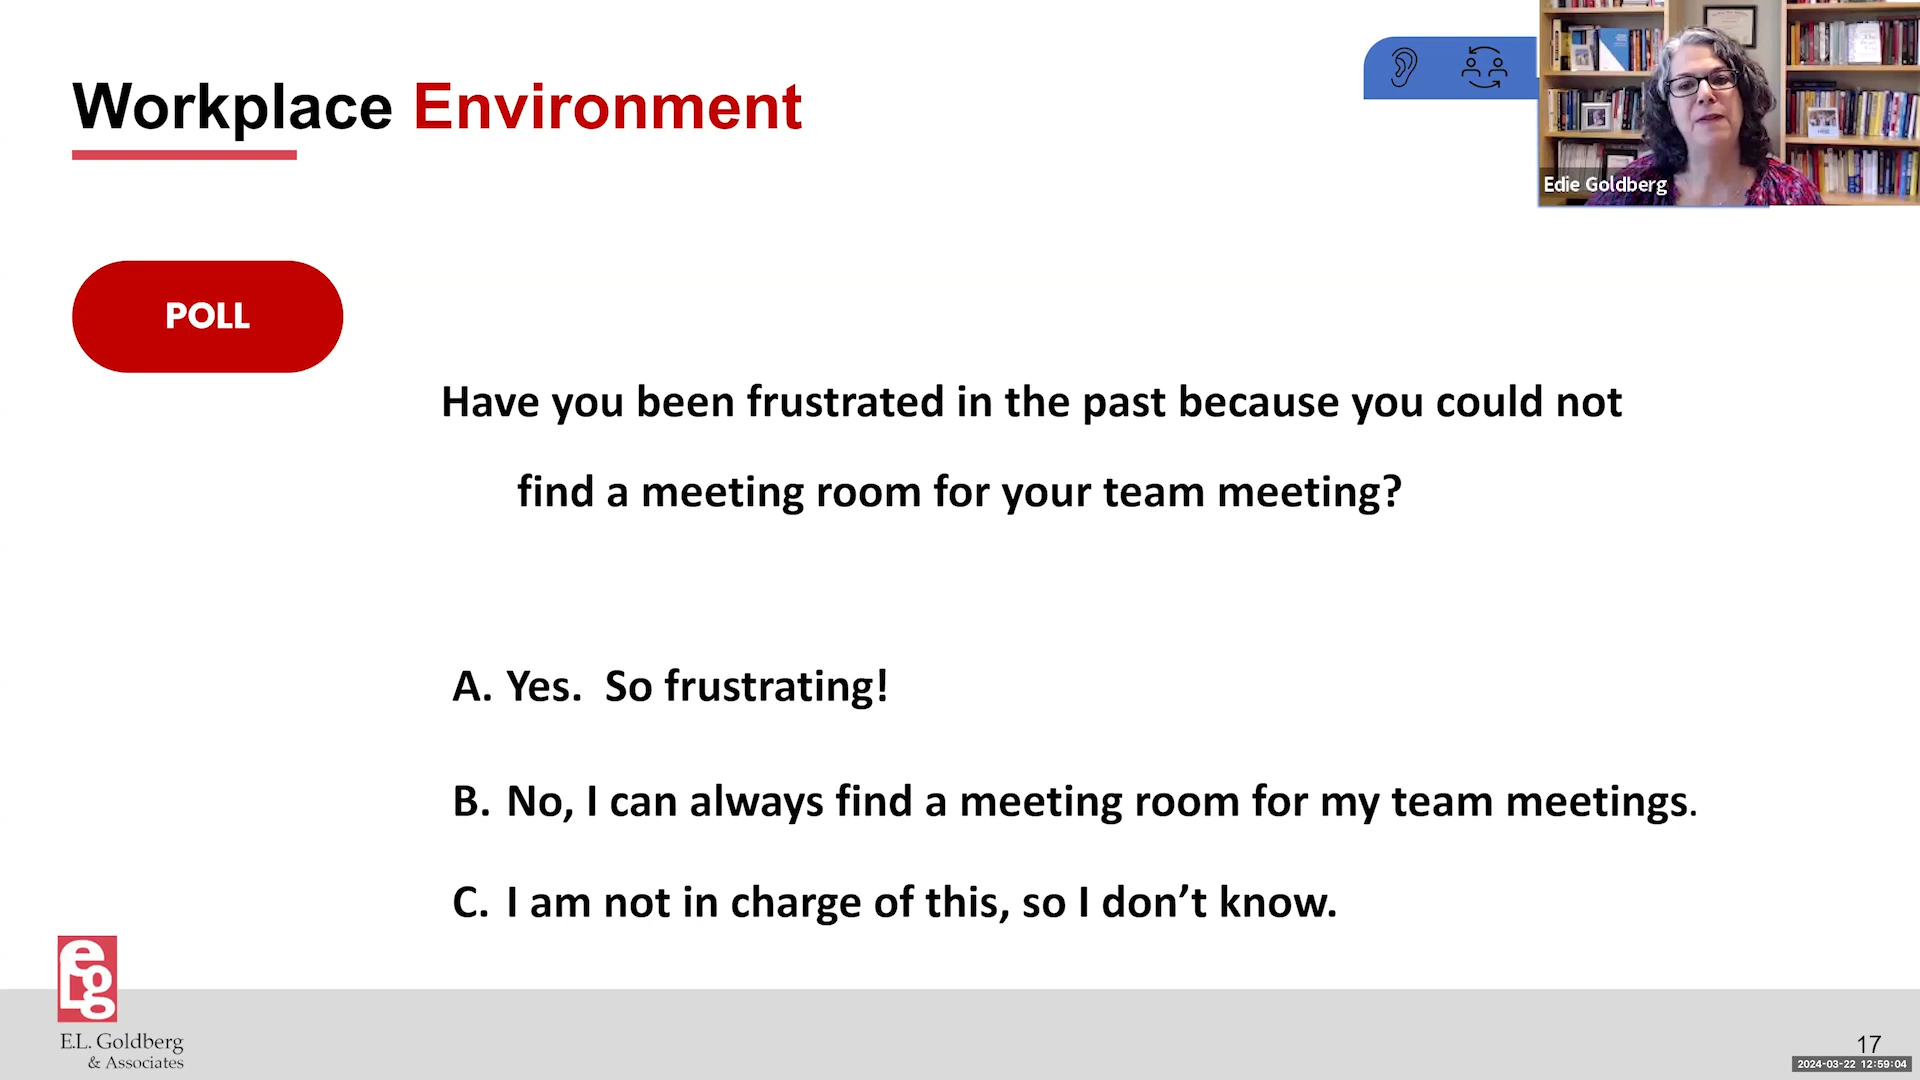 Workplace Environment
Edie Goldberg
POLL
Have you been frustrated in the past because you could not
find a meeting room for your team meeting?
A. Yes.  So frustrating!
B. No, I can always find a meeting room for my team meetings.
C. I am not in charge of this, so I don’t know.
elgg
E.L. Goldberg
& Associates
17
2024-03-22 12:59:04